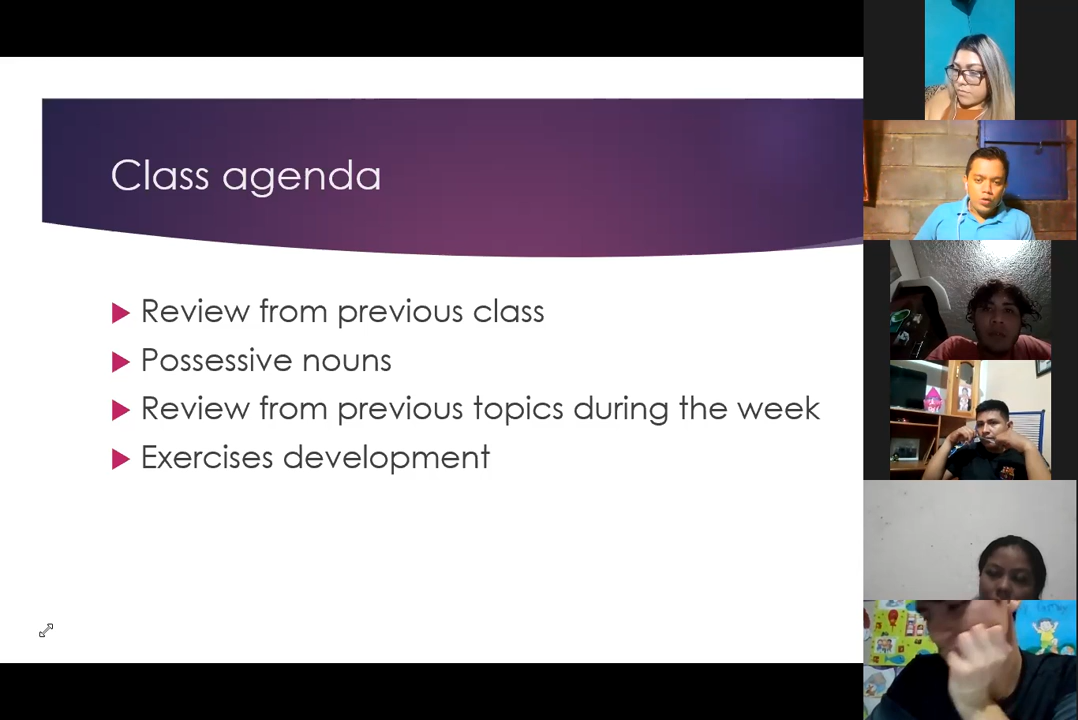 Class agenda
Review from previous class
Possessive nouns
Review from previous topics during the week
Exercises development